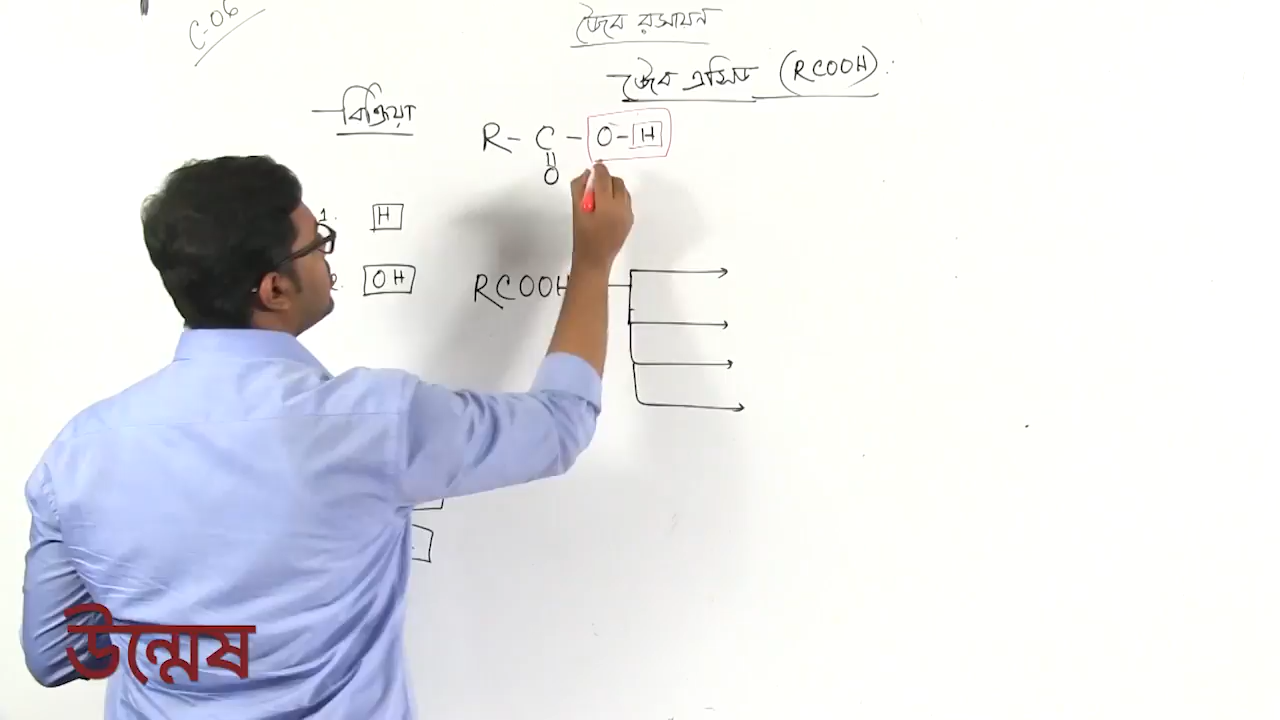 C-06
জৈব রসায়ন
জৈব এসিড (RCOOH):
বিক্রিয়া
R - C - O - H
O
1. H
2. OH
RCOOH
উন্মেষ